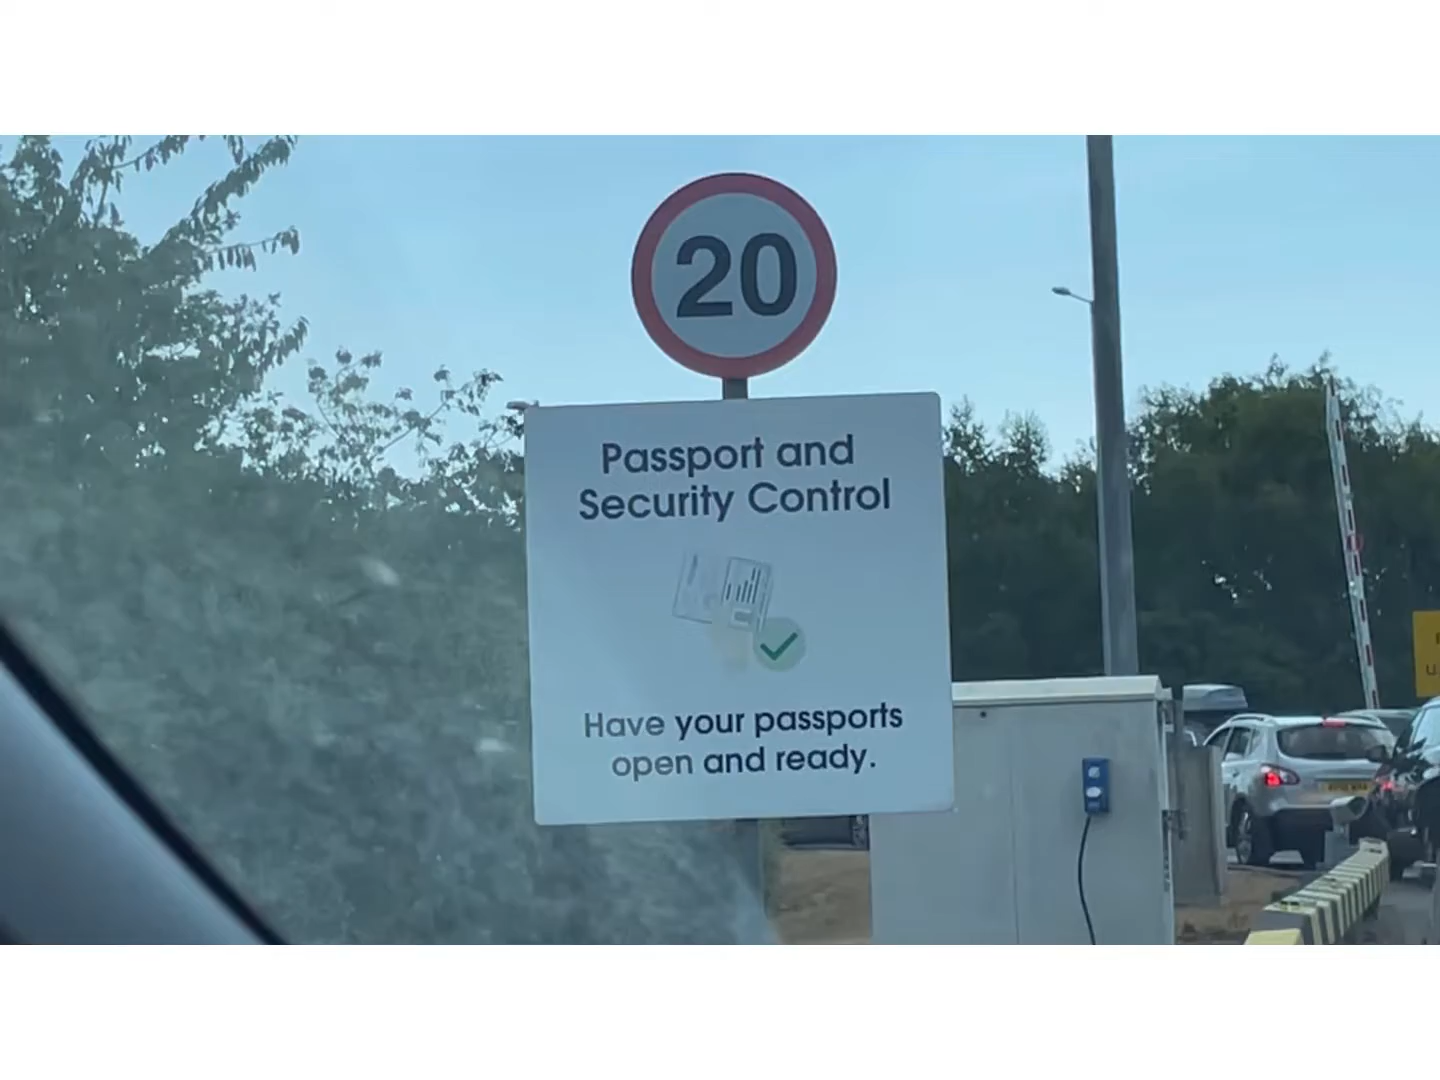 20
Passport and
Security Control
Have your passports
open and ready.